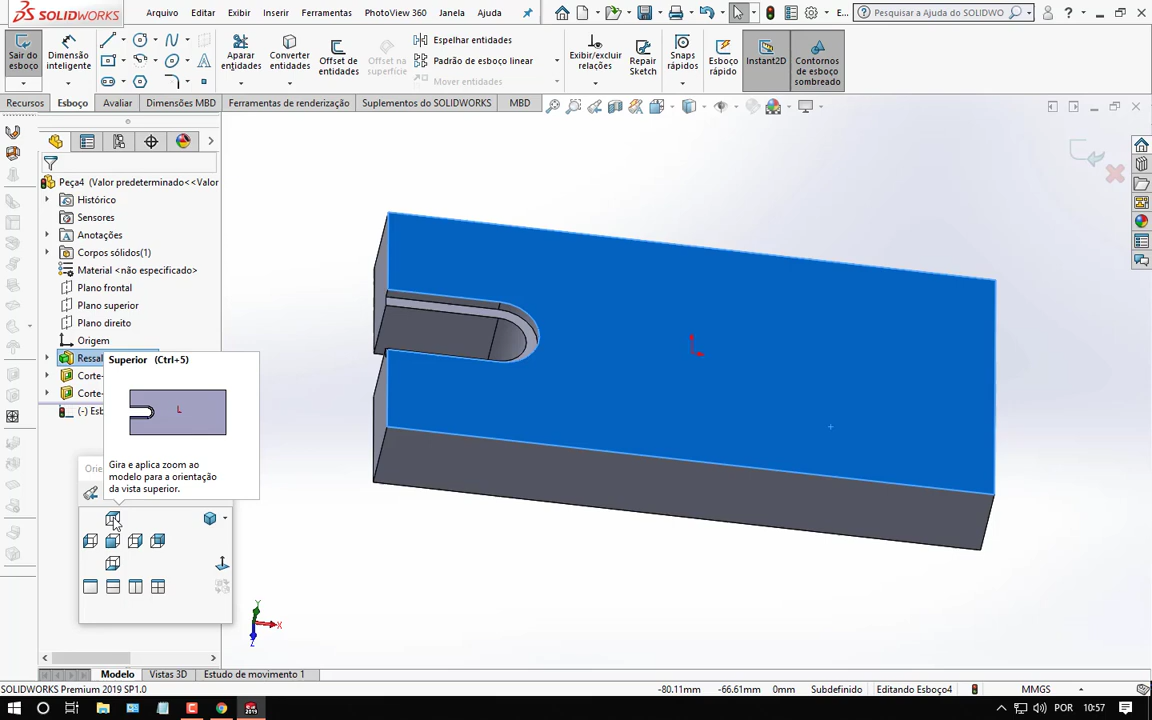 SOLIDWORKS
Arquivo Editar Exibir Inserir Ferramentas PhotoView 360 Janela Ajuda
E...
Pesquisar a Ajuda do SOLIDWO
Sair do esboço
Dimensão inteligente
Aparar entidades
Converter entidades
Offset de entidades
Offset na superfície
Espelhar entidades
Padrão de esboço linear
Mover entidades
Exibir/excluir relações
Repair Sketch
Snaps rápidos
Esboço rápido
Instant2D
Contornos de esboço sombreado
Recursos Esboço Avaliar Dimensões MBD Ferramentas de renderização Suplementos do SOLIDWORKS MBD
Peça4 (Valor predeterminado<<Valor
Histórico
Sensores
Anotações
Corpos sólidos(1)
Material <não especificado>
Plano frontal
Plano superior
Plano direito
Origem
Ressal
Corte-
Corte-
(-) Esb
Superior (Ctrl+5)
L
Gira e aplica zoom ao
modelo para a orientação
da vista superior.
Orie
Y
X
Z
Modelo Vistas 3D Estudo de movimento 1
SOLIDWORKS Premium 2019 SP1.0
-80.11mm -66.61mm 0mm Subdefinido Editando Esboço4 MMGS
2019
POR 10:57